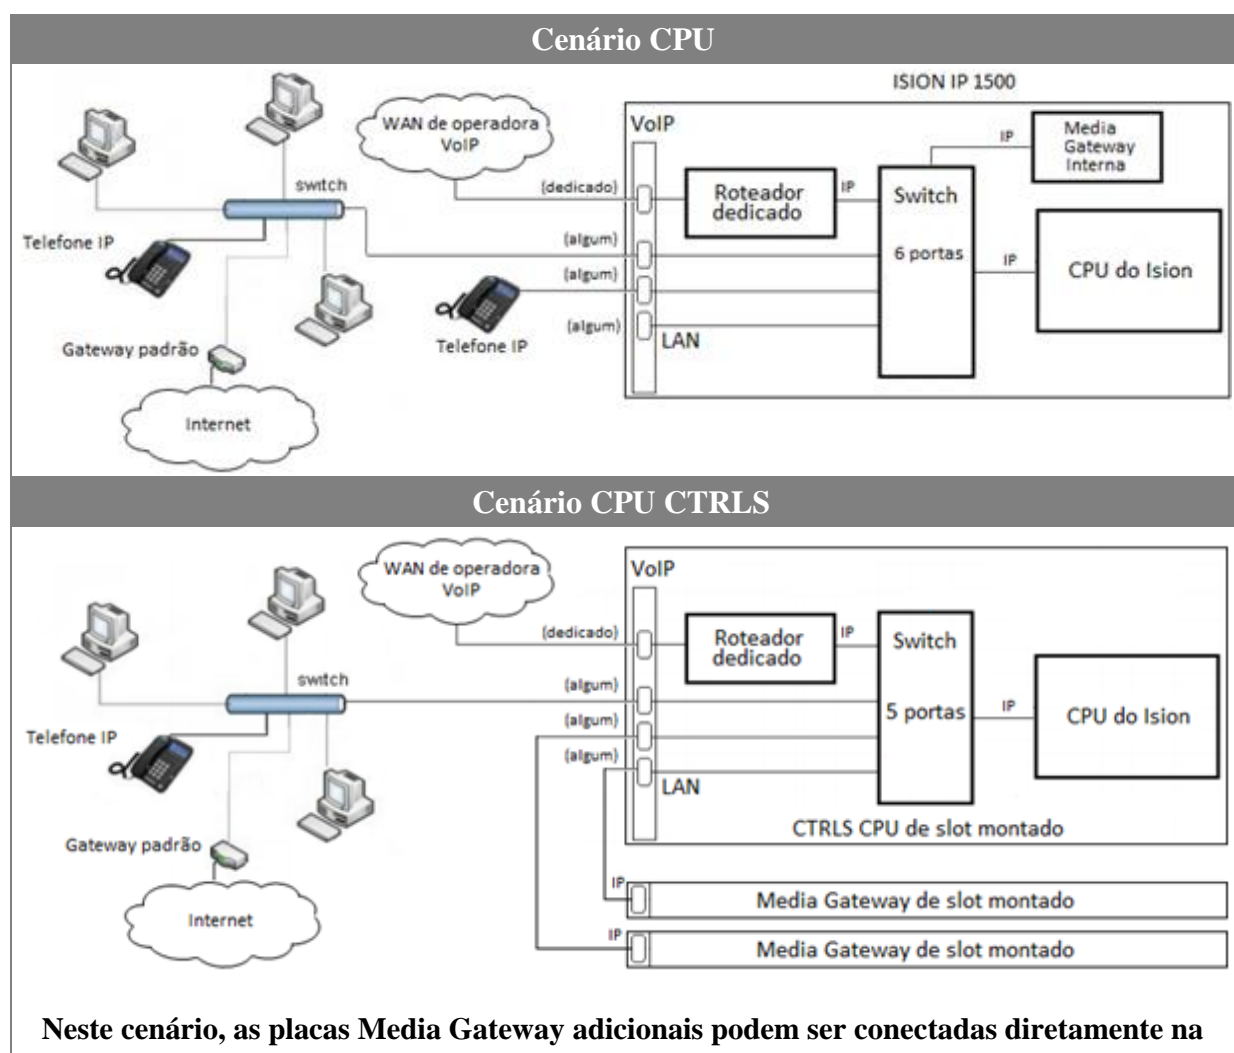 Cenário CPU
ISION IP 1500
WAN de operadora
VoIP
VoIP
IP
Media
Gateway
Interna
switch
(dedicado)
Roteador
dedicado
IP
Switch
Telefone IP
(algum)
6 portas
IP
CPU do Ision
(algum)
Gateway padrão
Telefone IP
(algum)
LAN
Internet
Cenário CPU CTRLS
WAN de operadora
VoIP
VoIP
(dedicado)
Roteador
dedicado
IP
Switch
switch
(algum)
Telefone IP
(algum)
5 portas
IP
CPU do Ision
(algum)
LAN
Gateway padrão
CTRLS CPU de slot montado
Internet
IP
Media Gateway de slot montado
IP
Media Gateway de slot montado
Neste cenário, as placas Media Gateway adicionais podem ser conectadas diretamente na